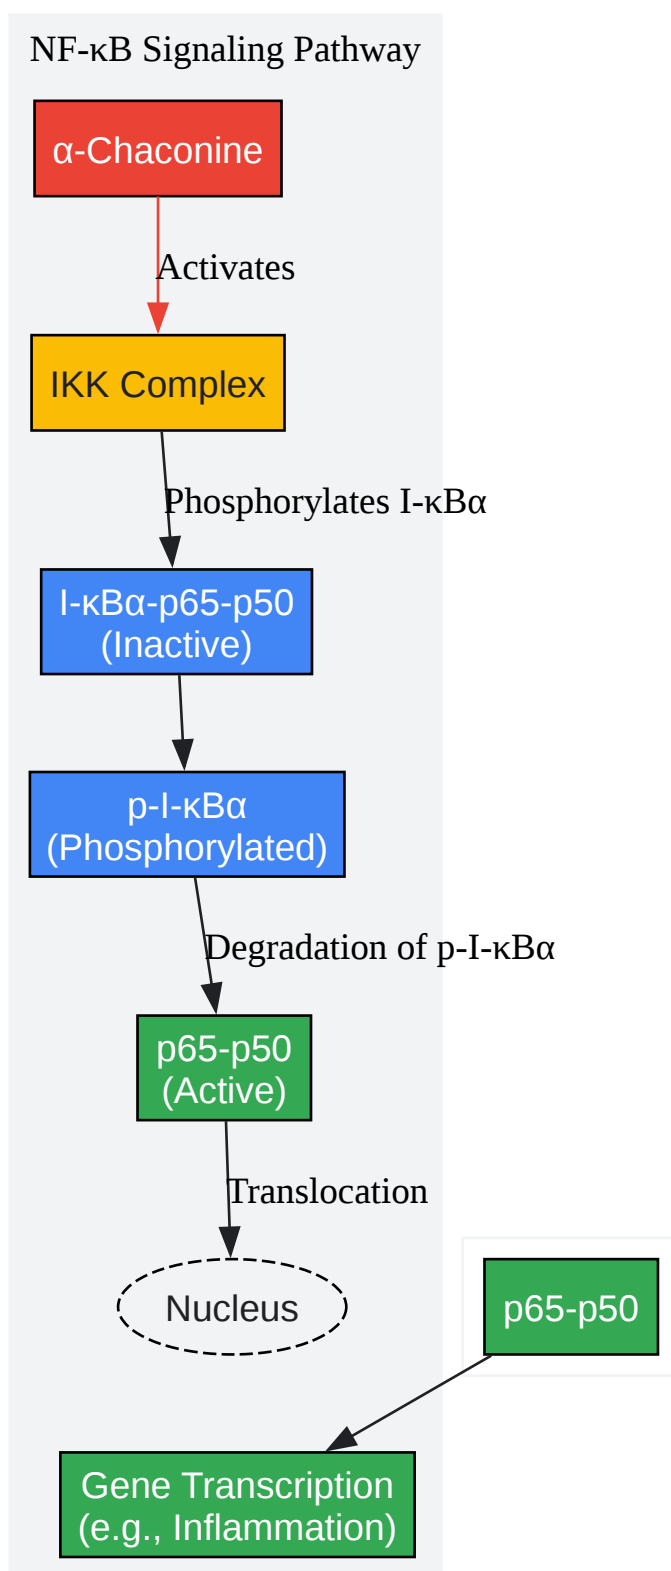 NF-κB Signaling Pathway
α-Chaconine
Activates
IKK Complex
Phosphorylates I-κBα
I-κBα-p65-p50
(Inactive)
p-I-κBα
(Phosphorylated)
Degradation of p-I-κBα
p65-p50
(Active)
Translocation
Nucleus
p65-p50
Gene Transcription
(e.g., Inflammation)